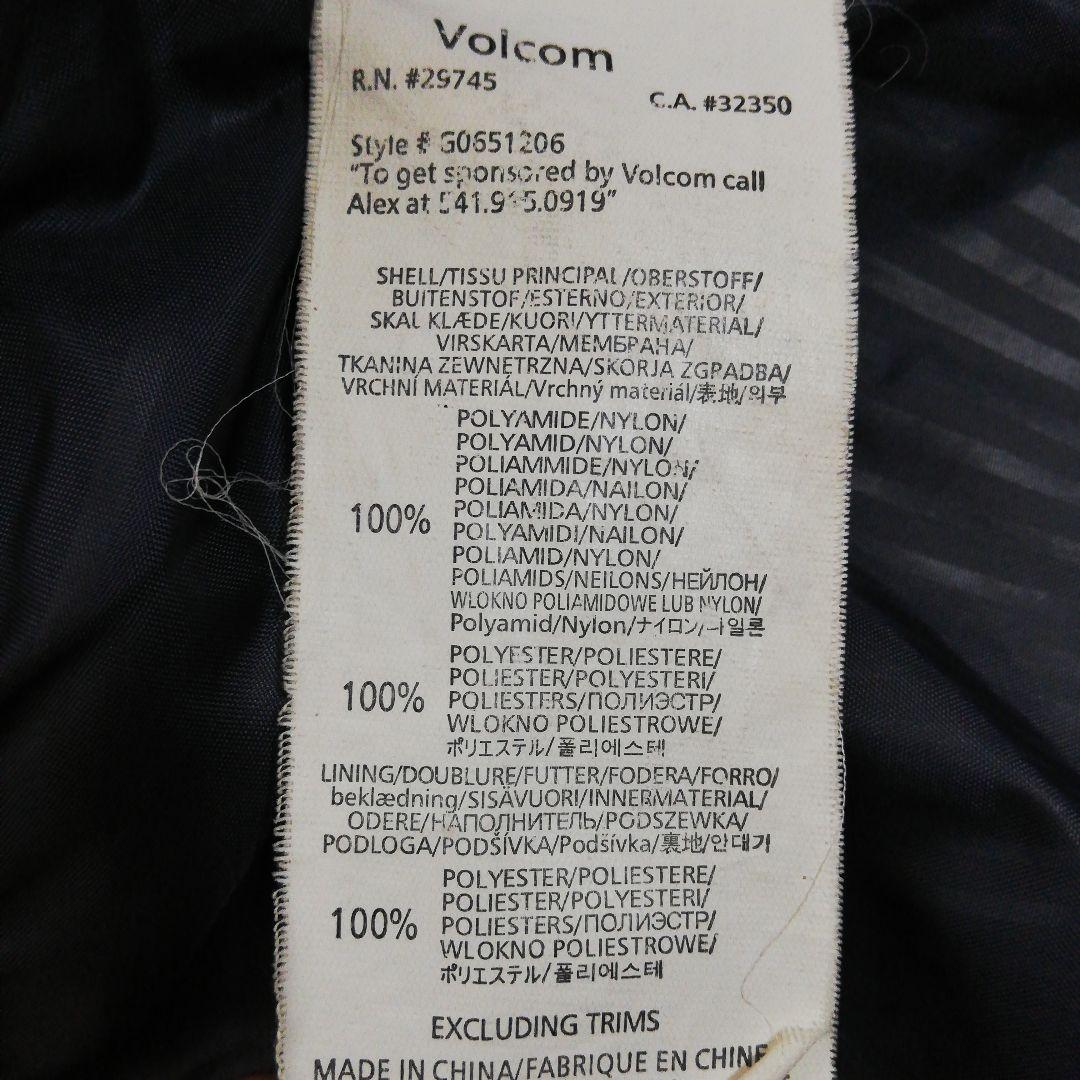 Volcom
R.N. #29745
C.A. #32350
Style # G0651206
"To get sponsored by Volcom call
Alex at 541.915.0919"
SHELL/TISSU PRINCIPAL/OBERSTOFF/
BUITENSTOF/ESTERNO/EXTERIOR/
SKAL KLÆDE/KUORI/YTTERMATERIAL/
VIRSKARTA/МЕМБРАНА/
TKANINA ZEWNĘTRZNA/SKORJA ZGPADBA/
VRCHNÍ MATERIÁL/Vrchný materiál/表地/외부
100%
POLYAMIDE/NYLON/
POLYAMID/NYLON/
POLIAMMIDE/NYLON/
POLIAMIDA/NAILON/
POLIAMIDA/NYLON/
POLYAMIDI/NAILON/
POLIAMID/NYLON/
POLIAMIDS/NEILONS/НЕЙЛОН/
WLOKNO POLIAMIDOWE LUB NYLON/
Polyamid/Nylon/ナイロン/나일론
100%
POLYESTER/POLIESTERE/
POLIESTER/POLYESTERI/
POLIESTERS/ПОЛИЭСТР/
WLOKNO POLIESTROWE/
ポリエステル/폴리에스테
LINING/DOUBLURE/FUTTER/FODERA/FORRO/
beklædning/SISÄVUORI/INNERMATERIAL/
ODERE/НАПОЛНИТЕЛЬ/PODSZEWKA/
PODLOGA/PODŠÍVKA/Podšívka/裏地/안대기
100%
POLYESTER/POLIESTERE/
POLIESTER/POLYESTERI/
POLIESTERS/ПОЛИЭСТР/
WLOKNO POLIESTROWE/
ポリエステル/폴리에스테
EXCLUDING TRIMS
MADE IN CHINA/FABRIQUE EN CHINE